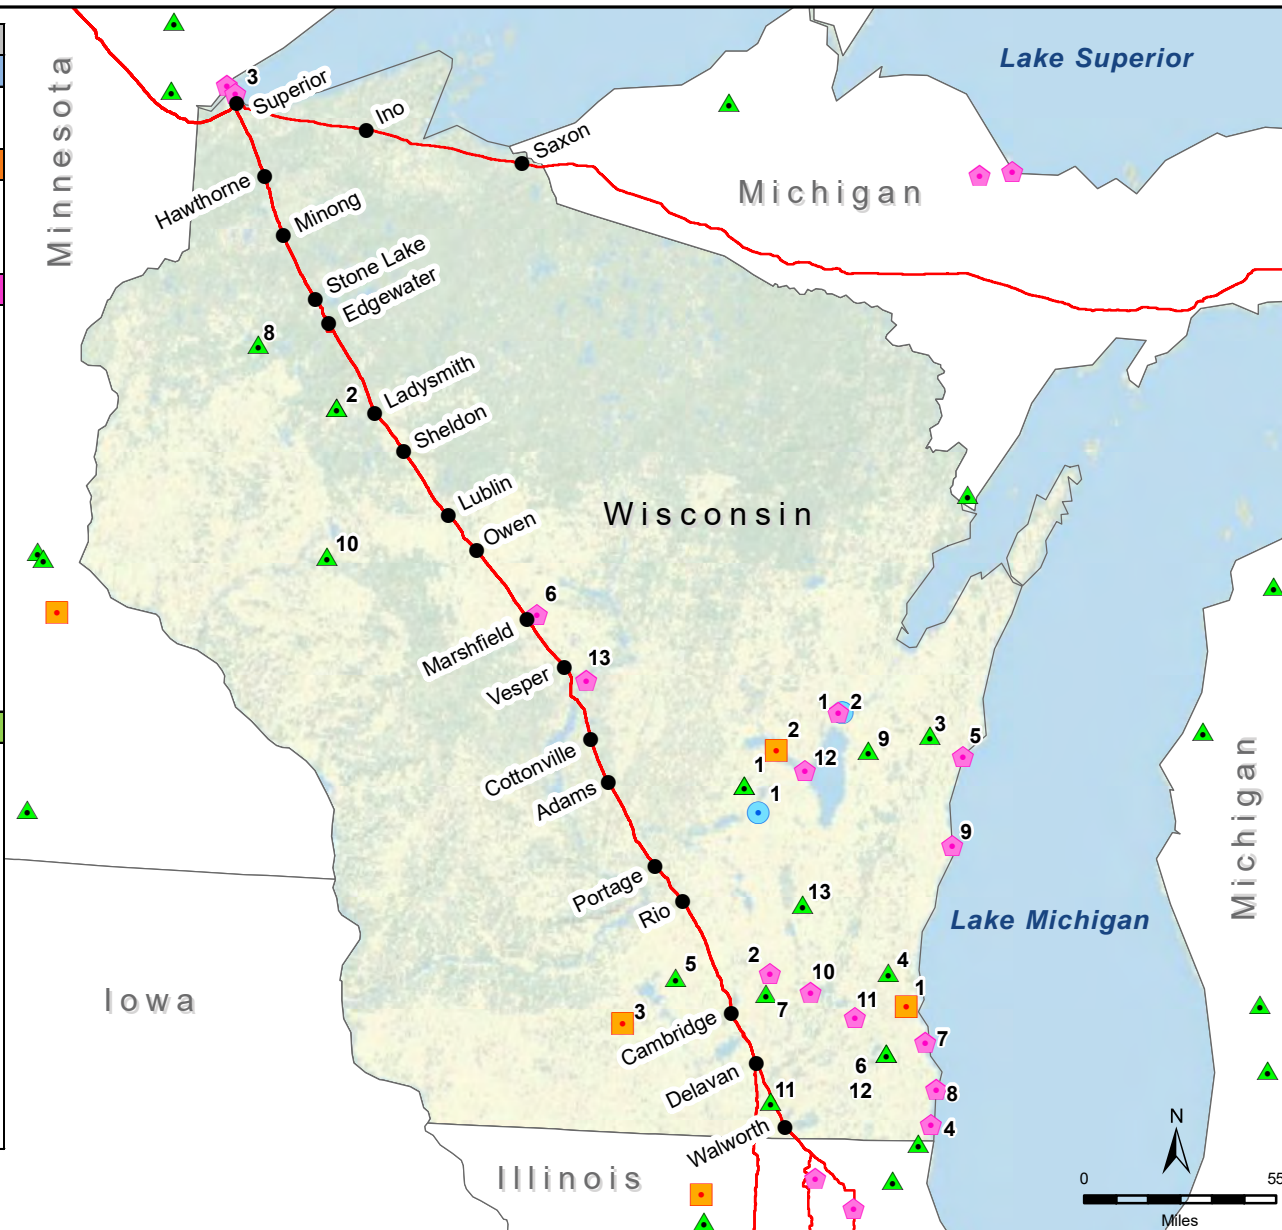 Lake Superior
3
Superior
Minnesota
Ino
Saxon
Michigan
Hawthorne
Minong
Stone Lake
Edgewater
8
Ladysmith
2
Sheldon
Lublin
Wisconsin
Owen
10
6
Marshfield
13
Vesper
1 2
2
3
9
5
Cottonville
12
1
1
Adams
Michigan
9
Portage
13
Rio
Lake Michigan
5
2
4
10
1
Iowa
7
11
3
Cambridge
7
6
Delavan
11
12
8
Walworth
4
N
Illinois
0 55
Miles